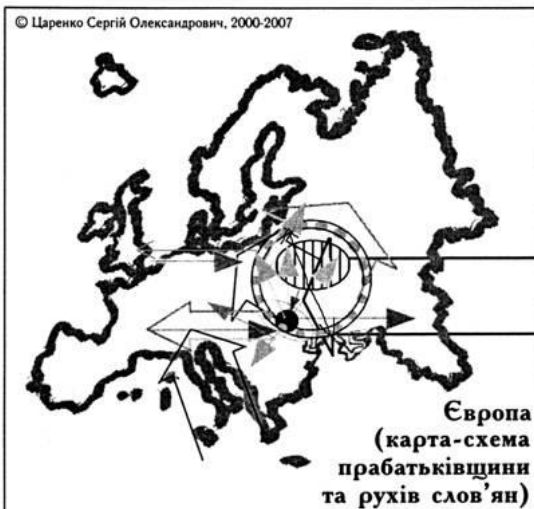 © Царенко Сергій Олександрович, 2000-2007
Європа
(карта-схема
прабатьківщини
та рухів слов'ян)